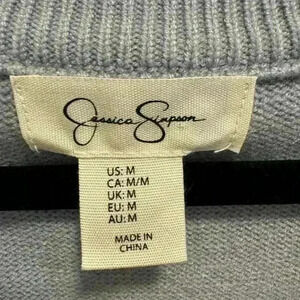 Jessica Simpson
US: M
CA: M/M
UK: M
EU: M
AU: M
MADE IN
CHINA